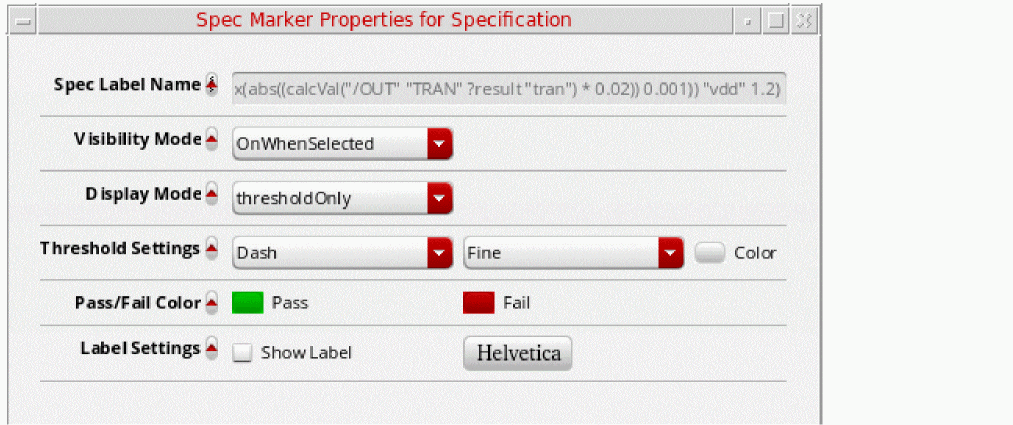 Spec Marker Properties for Specification
Spec Label Name x(abs((calcVal("/OUT" "TRAN" ?result "tran") * 0.02)) 0.001)) "vdd" 1.2)
Visibility Mode OnWhenSelected
Display Mode thresholdOnly
Threshold Settings Dash Fine Color
Pass/Fail Color Pass Fail
Label Settings Show Label Helvetica